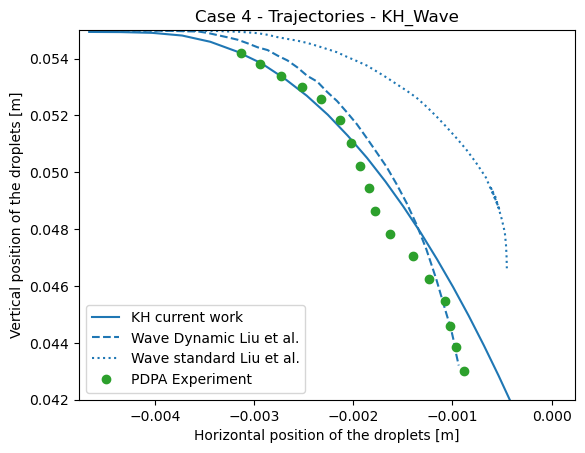 Case 4 - Trajectories - KH_Wave
Vertical position of the droplets [m]
0.054
0.052
0.050
0.048
0.046
0.044
0.042
KH current work
Wave Dynamic Liu et al.
Wave standard Liu et al.
PDPA Experiment
−0.004 −0.003 −0.002 −0.001 0.000
Horizontal position of the droplets [m]